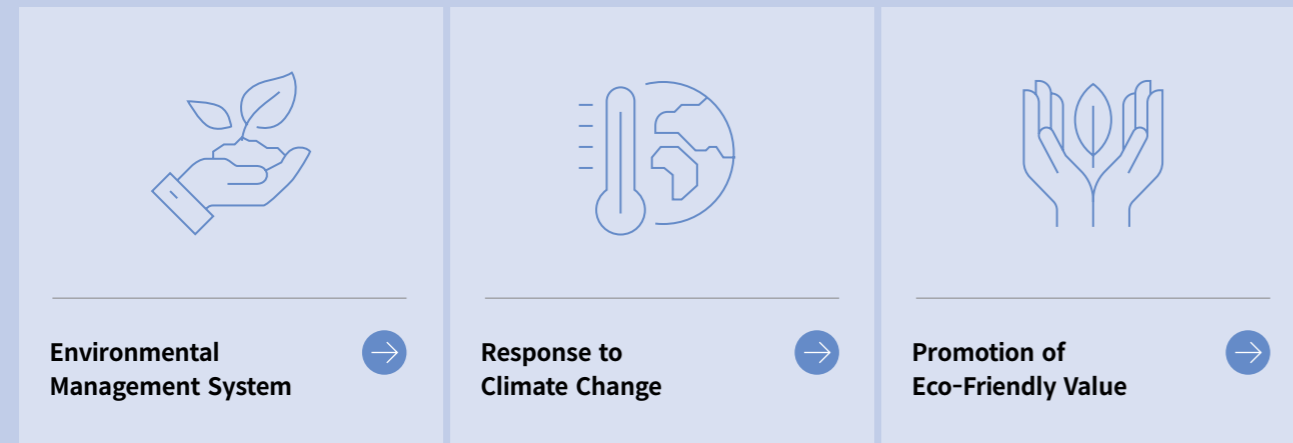 Environmental
Management System
Response to
Climate Change
Promotion of
Eco-Friendly Value